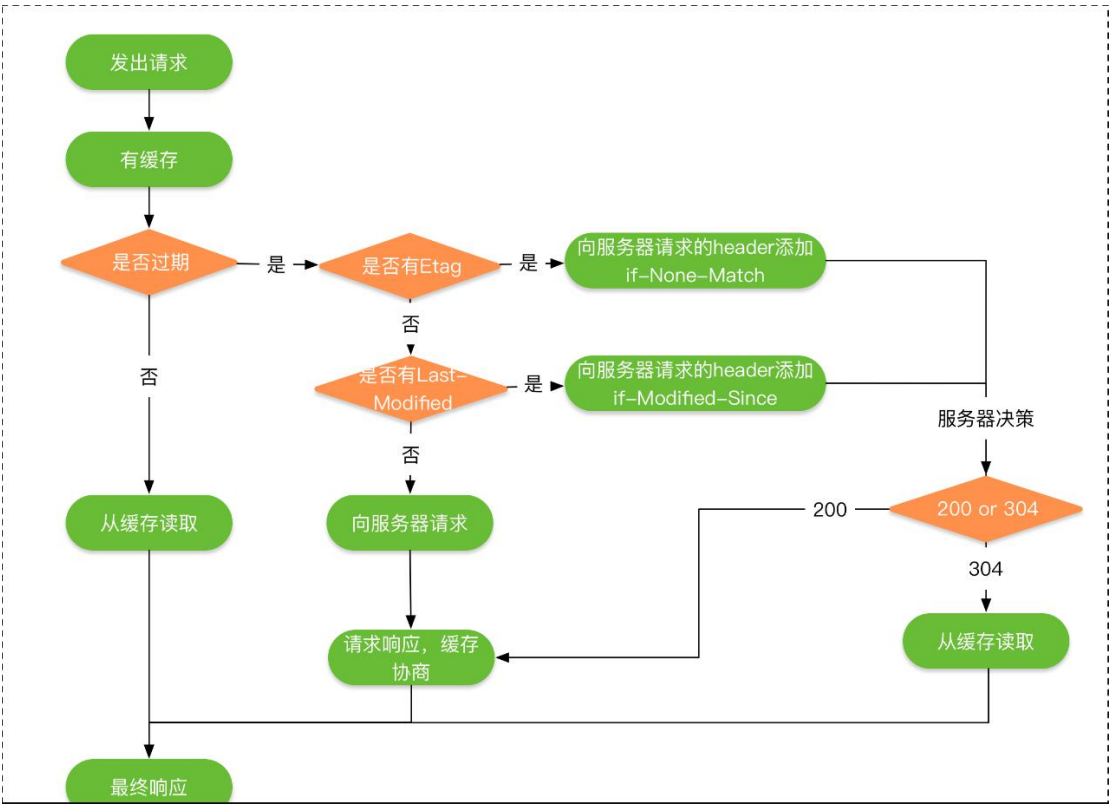 发出请求
有缓存
是否过期
是
是否有Etag
是
向服务器请求的header添加
if-None-Match
否
否
是否有Last-
Modified
是
向服务器请求的header添加
if-Modified-Since
服务器决策
否
从缓存读取
向服务器请求
200
200 or 304
304
请求响应，缓存
协商
从缓存读取
最终响应